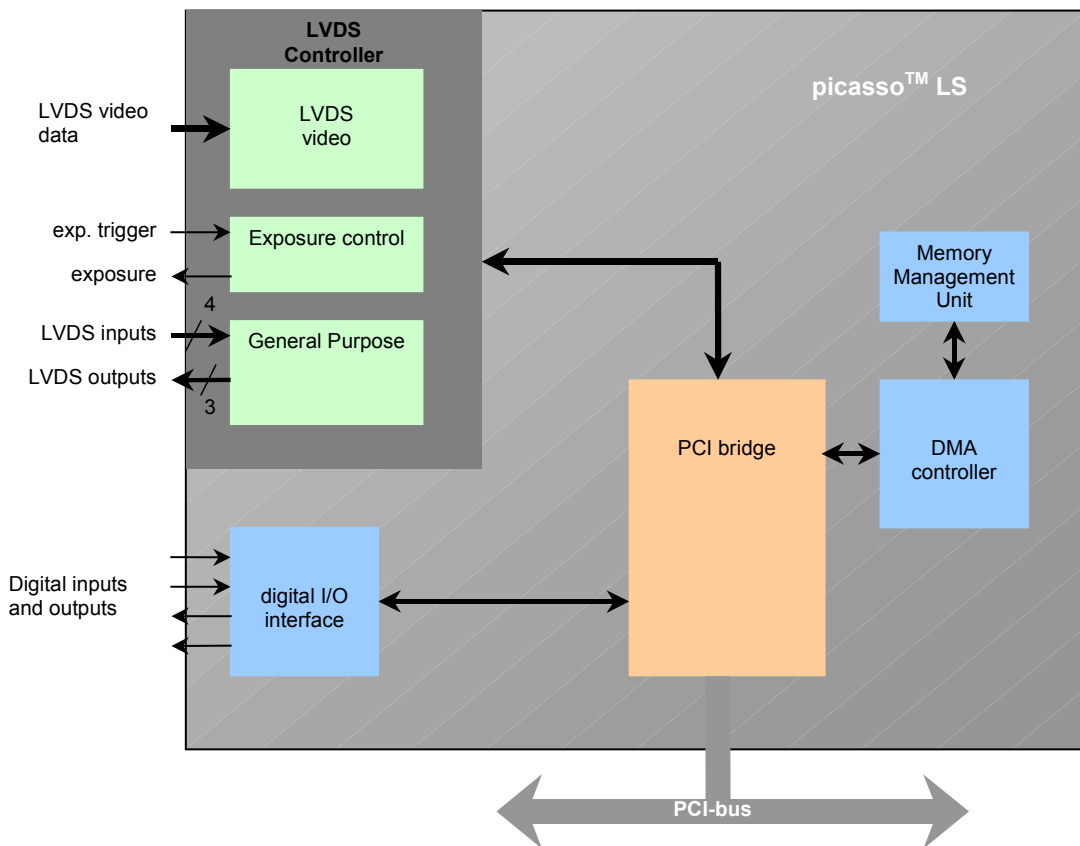 LVDS
Controller
picasso™ LS
LVDS video
data
LVDS
video
exp. trigger
Exposure control
exposure
4
LVDS inputs
General Purpose
LVDS outputs
3
Memory
Management
Unit
PCI bridge
DMA
controller
Digital inputs
and outputs
digital I/O
interface
PCI-bus